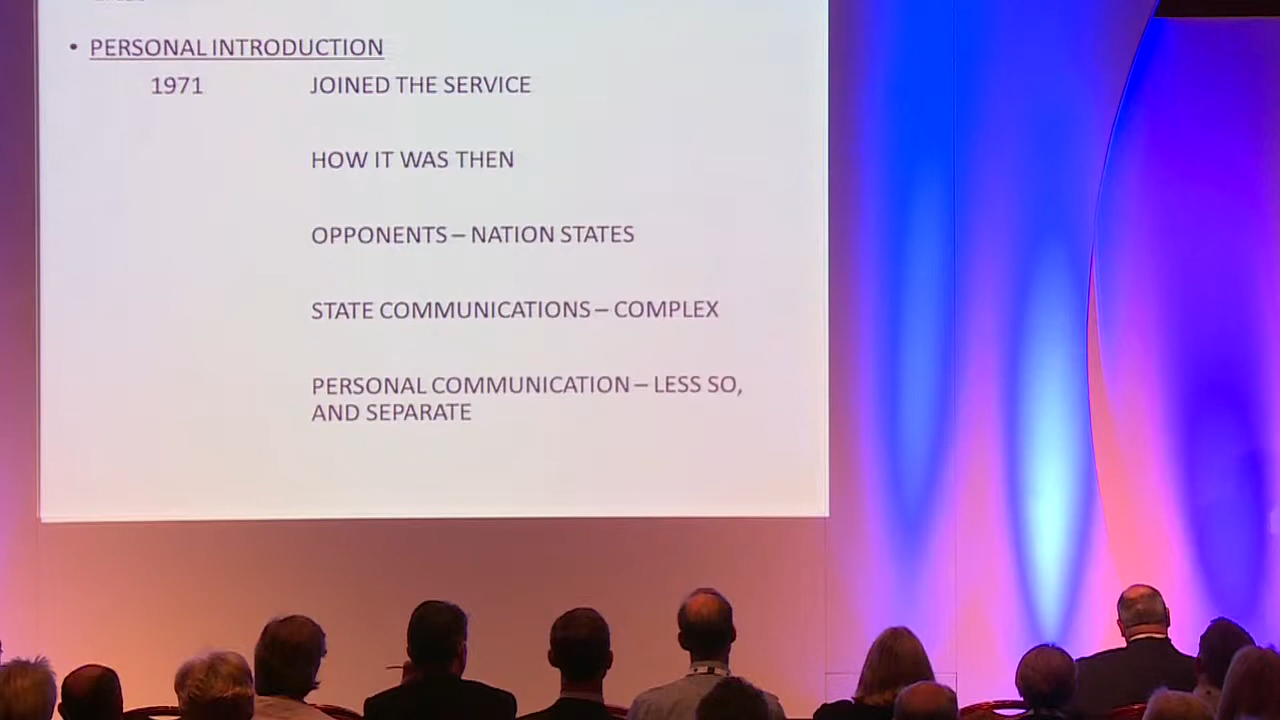 • PERSONAL INTRODUCTION
1971 JOINED THE SERVICE
HOW IT WAS THEN
OPPONENTS – NATION STATES
STATE COMMUNICATIONS – COMPLEX
PERSONAL COMMUNICATION – LESS SO,
AND SEPARATE